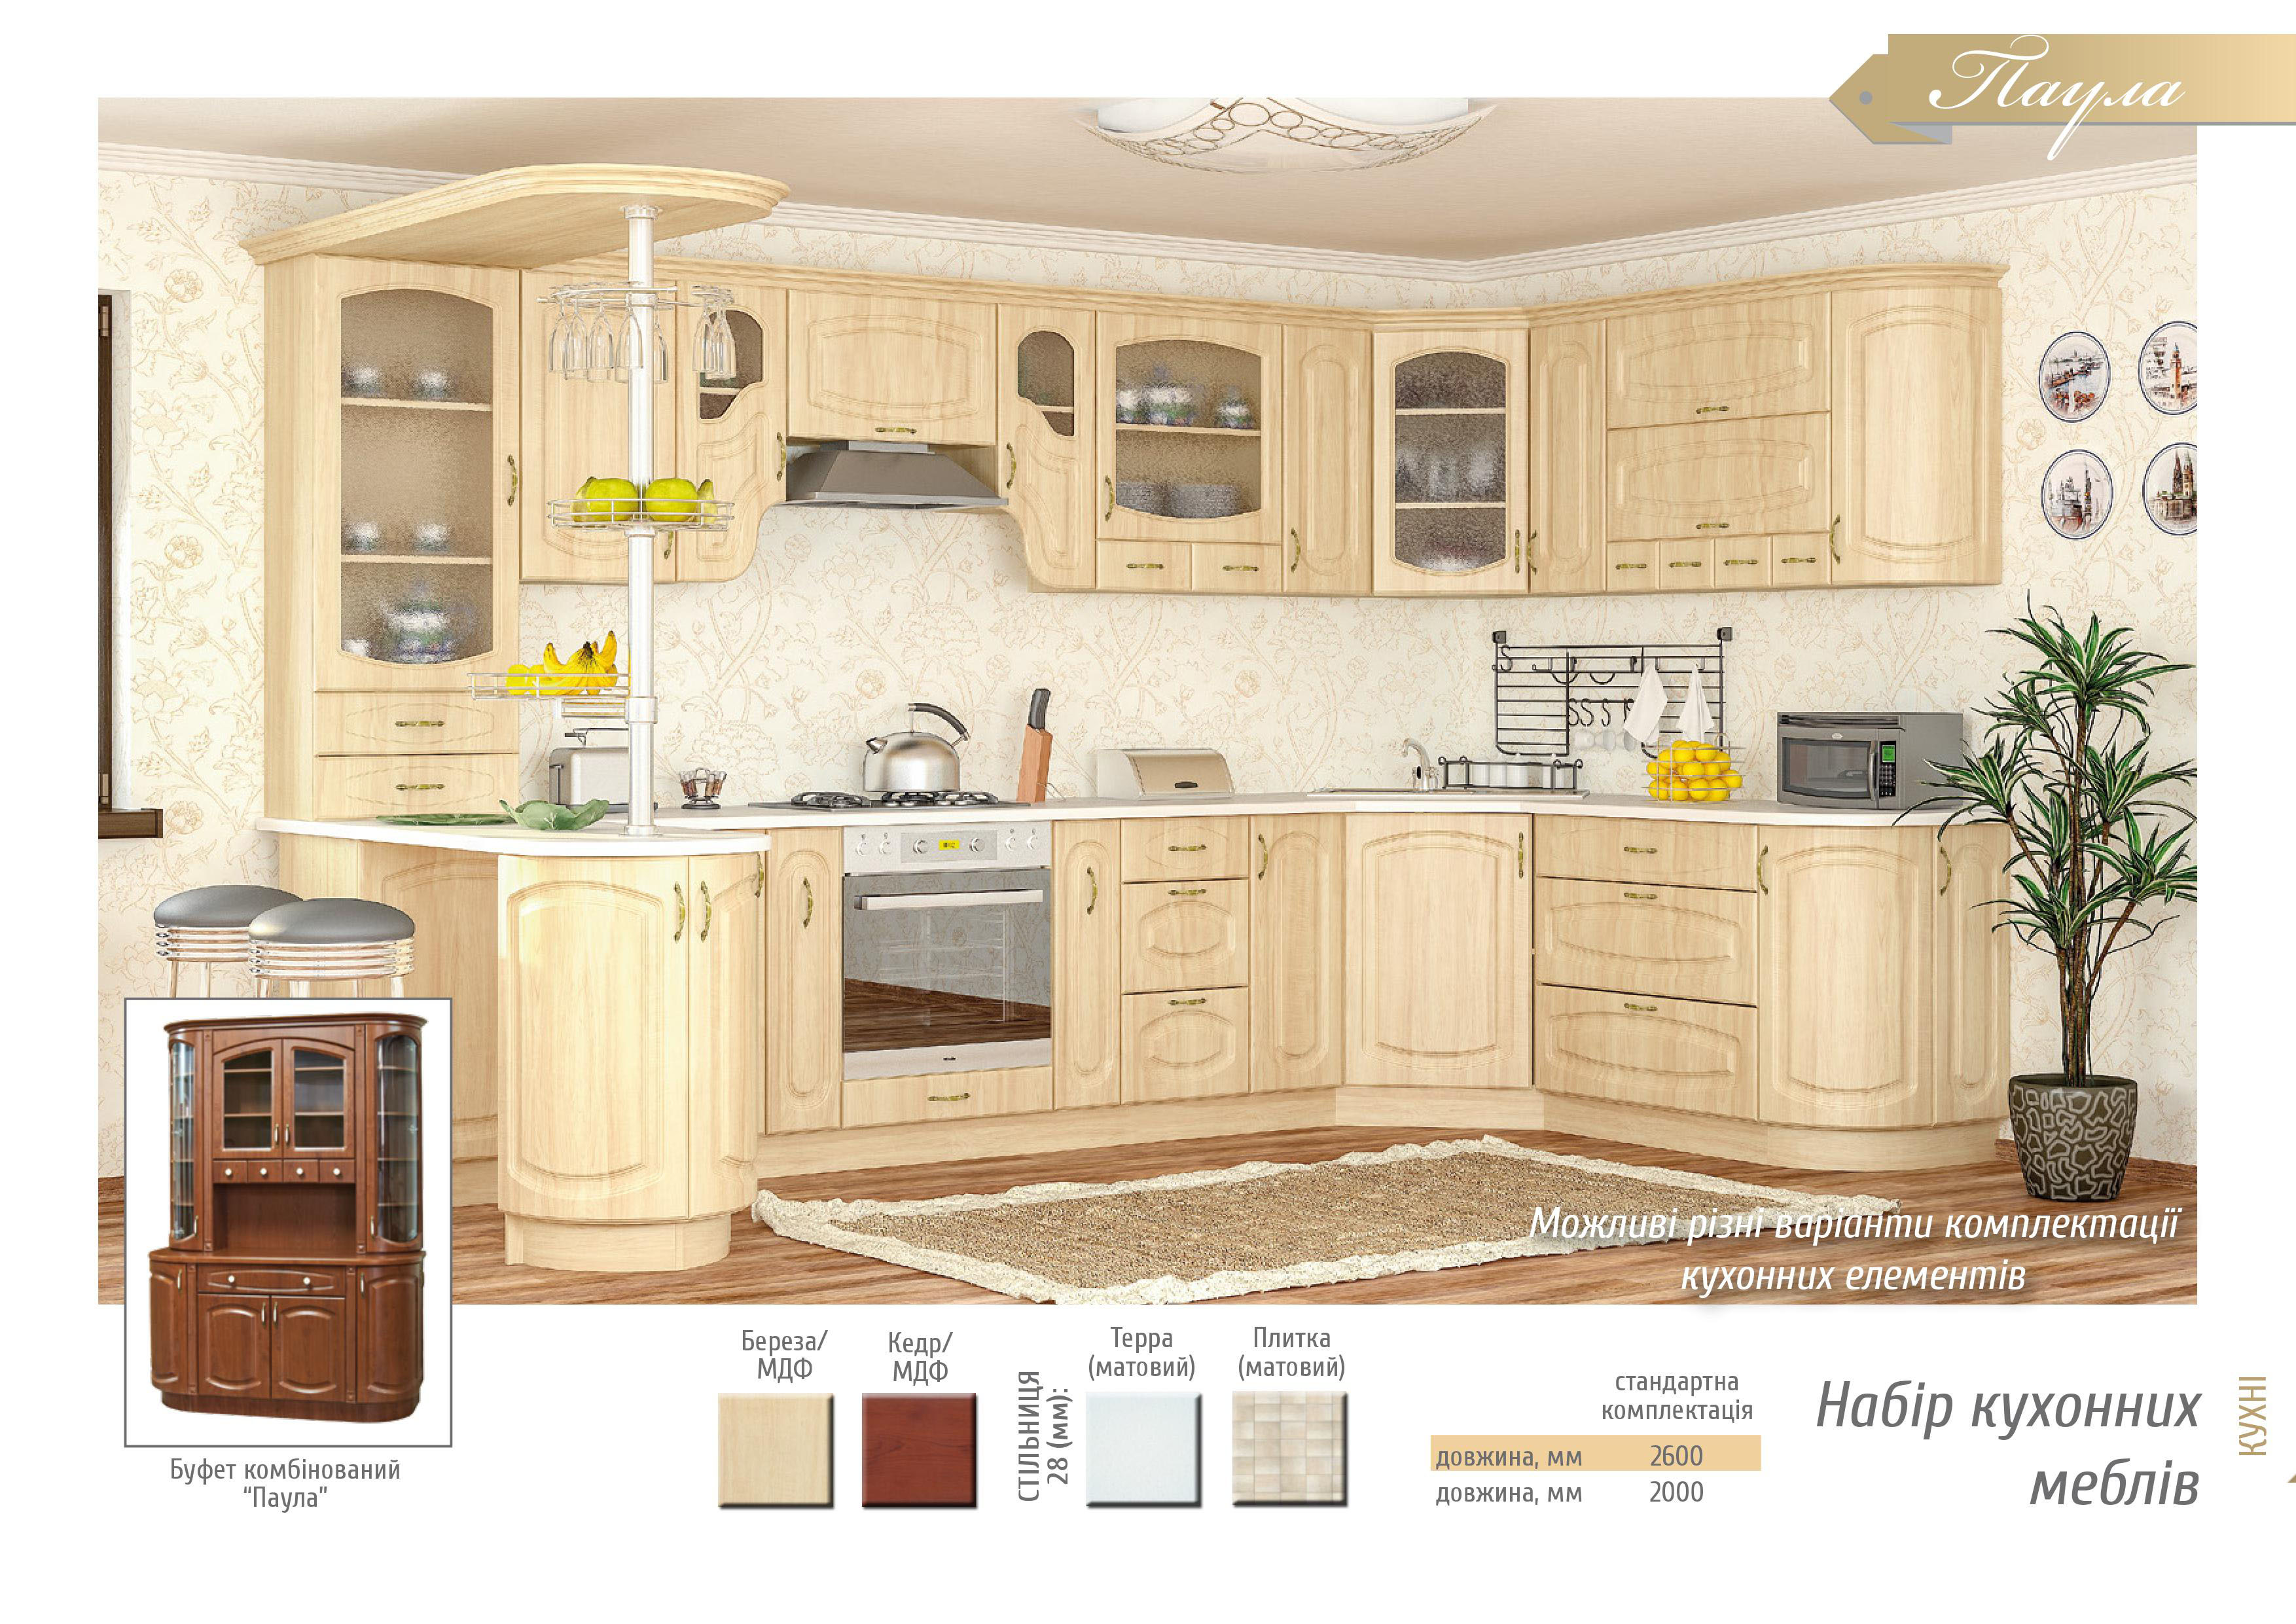 Паула
Можливі різні варіанти комплектації
кухонних елементів
Буфет комбінований
“Паула”
Береза/
МДФ
Кедр/
МДФ
СТІЛЬНИЦЯ
28 (мм):
Терра
(матовий)
Плитка
(матовий)
стандартна
комплектація
довжина, мм 2600
довжина, мм 2000
Набір кухонних
меблів
КУХНІ